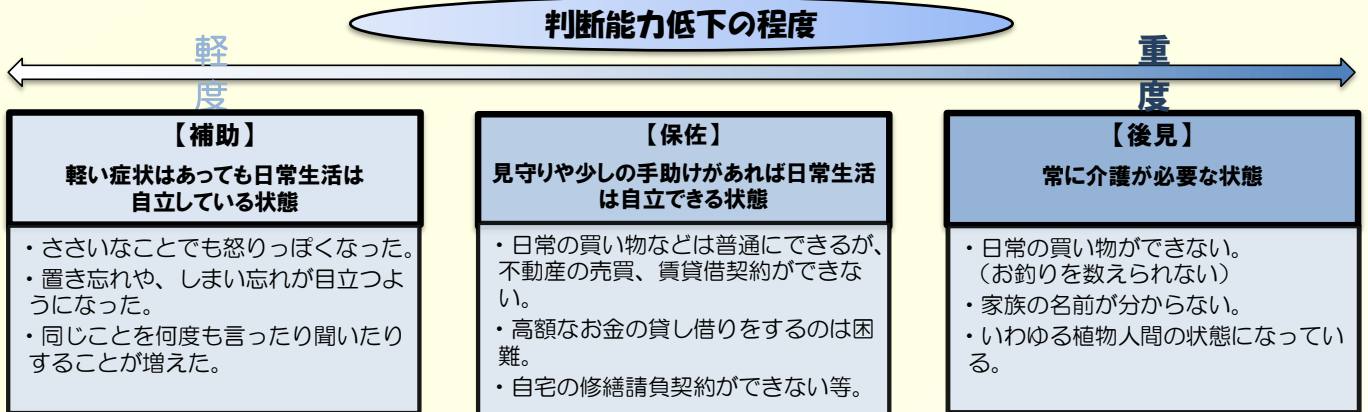 判断能力低下の程度
軽度
重度
【補助】
軽い症状はあっても日常生活は
自立している状態
・ささいなことでも怒りっぽくなった。
・置き忘れや、しまい忘れが目立つよ
うになった。
・同じことを何度も言ったり聞いたり
することが増えた。
【保佐】
見守りや少しの手助けがあれば日常生活
は自立できる状態
・日常の買い物などは普通にできるが、
不動産の売買、賃貸借契約ができな
い。
・高額なお金の貸し借りをするのは困
難。
・自宅の修繕請負契約ができない等。
【後見】
常に介護が必要な状態
・日常の買い物ができない。
（お釣りを数えられない）
・家族の名前が分からない。
・いわゆる植物人間の状態になってい
る。